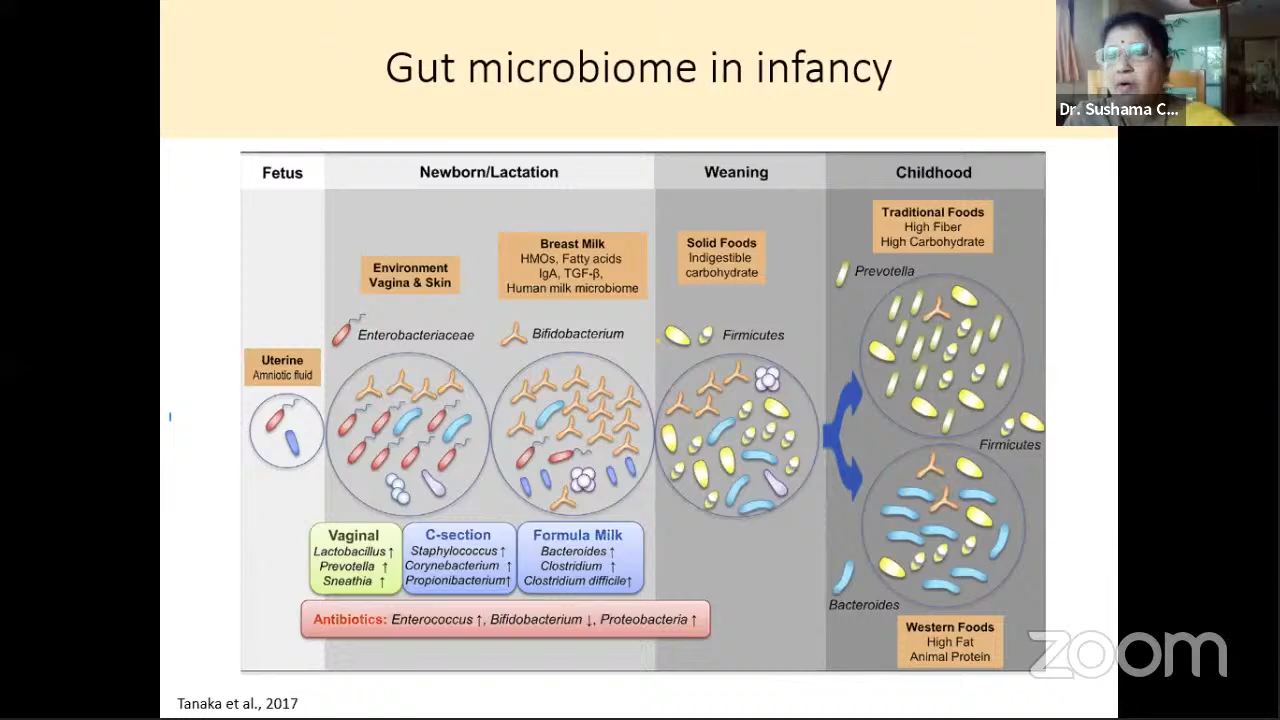 Gut microbiome in infancy
Dr. Sushama C...
Fetus
Newborn/Lactation
Weaning
Childhood
Traditional Foods
High Fiber
High Carbohydrate
Breast Milk
HMOs, Fatty acids
IgA, TGF-β,
Human milk microbiome
Solid Foods
Indigestible
carbohydrate
Environment
Vagina & Skin
Prevotella
Enterobacteriaceae
Bifidobacterium
Firmicutes
Uterine
Amniotic fluid
Firmicutes
Vaginal
Lactobacillus ↑
Prevotella ↑
Sneathia ↑
C-section
Staphylococcus ↑
Corynebacterium ↑
Propionibacterium↑
Formula Milk
Bacteroides ↑
Clostridium ↑
Clostridium difficile↑
Bacteroides
Antibiotics: Enterococcus ↑, Bifidobacterium ↓, Proteobacteria ↑
Western Foods
High Fat
Animal Protein
zoom
Tanaka et al., 2017